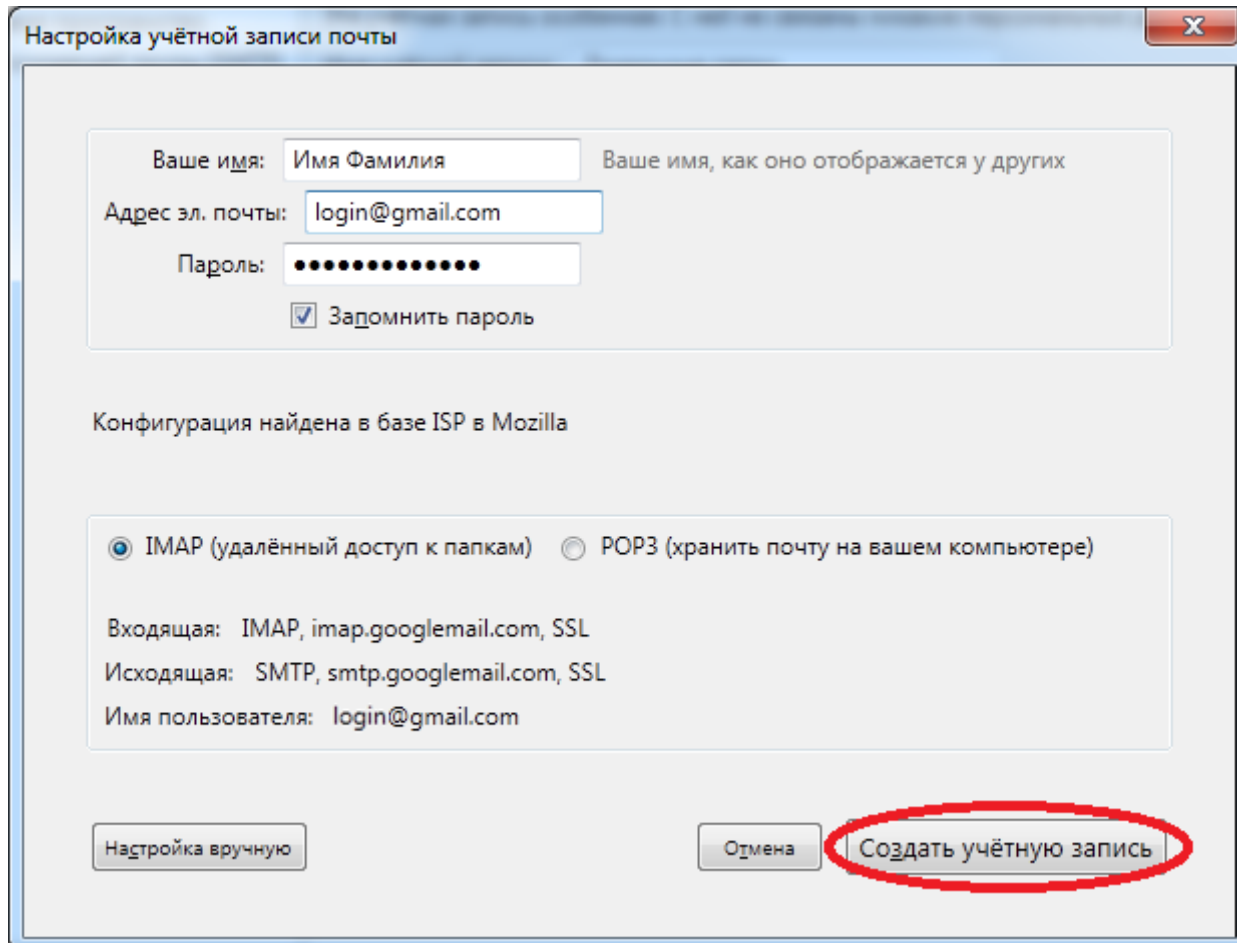 Настройка учётной записи почты
Ваше имя: Имя Фамилия Ваше имя, как оно отображается у других
Адрес эл. почты: login@gmail.com
Пароль: •••••••••••••
Запомнить пароль
Конфигурация найдена в базе ISP в Mozilla
IMAP (удалённый доступ к папкам) POP3 (хранить почту на вашем компьютере)
Входящая: IMAP, imap.googlemail.com, SSL
Исходящая: SMTP, smtp.googlemail.com, SSL
Имя пользователя: login@gmail.com
Настройка вручную Отмена Создать учётную запись